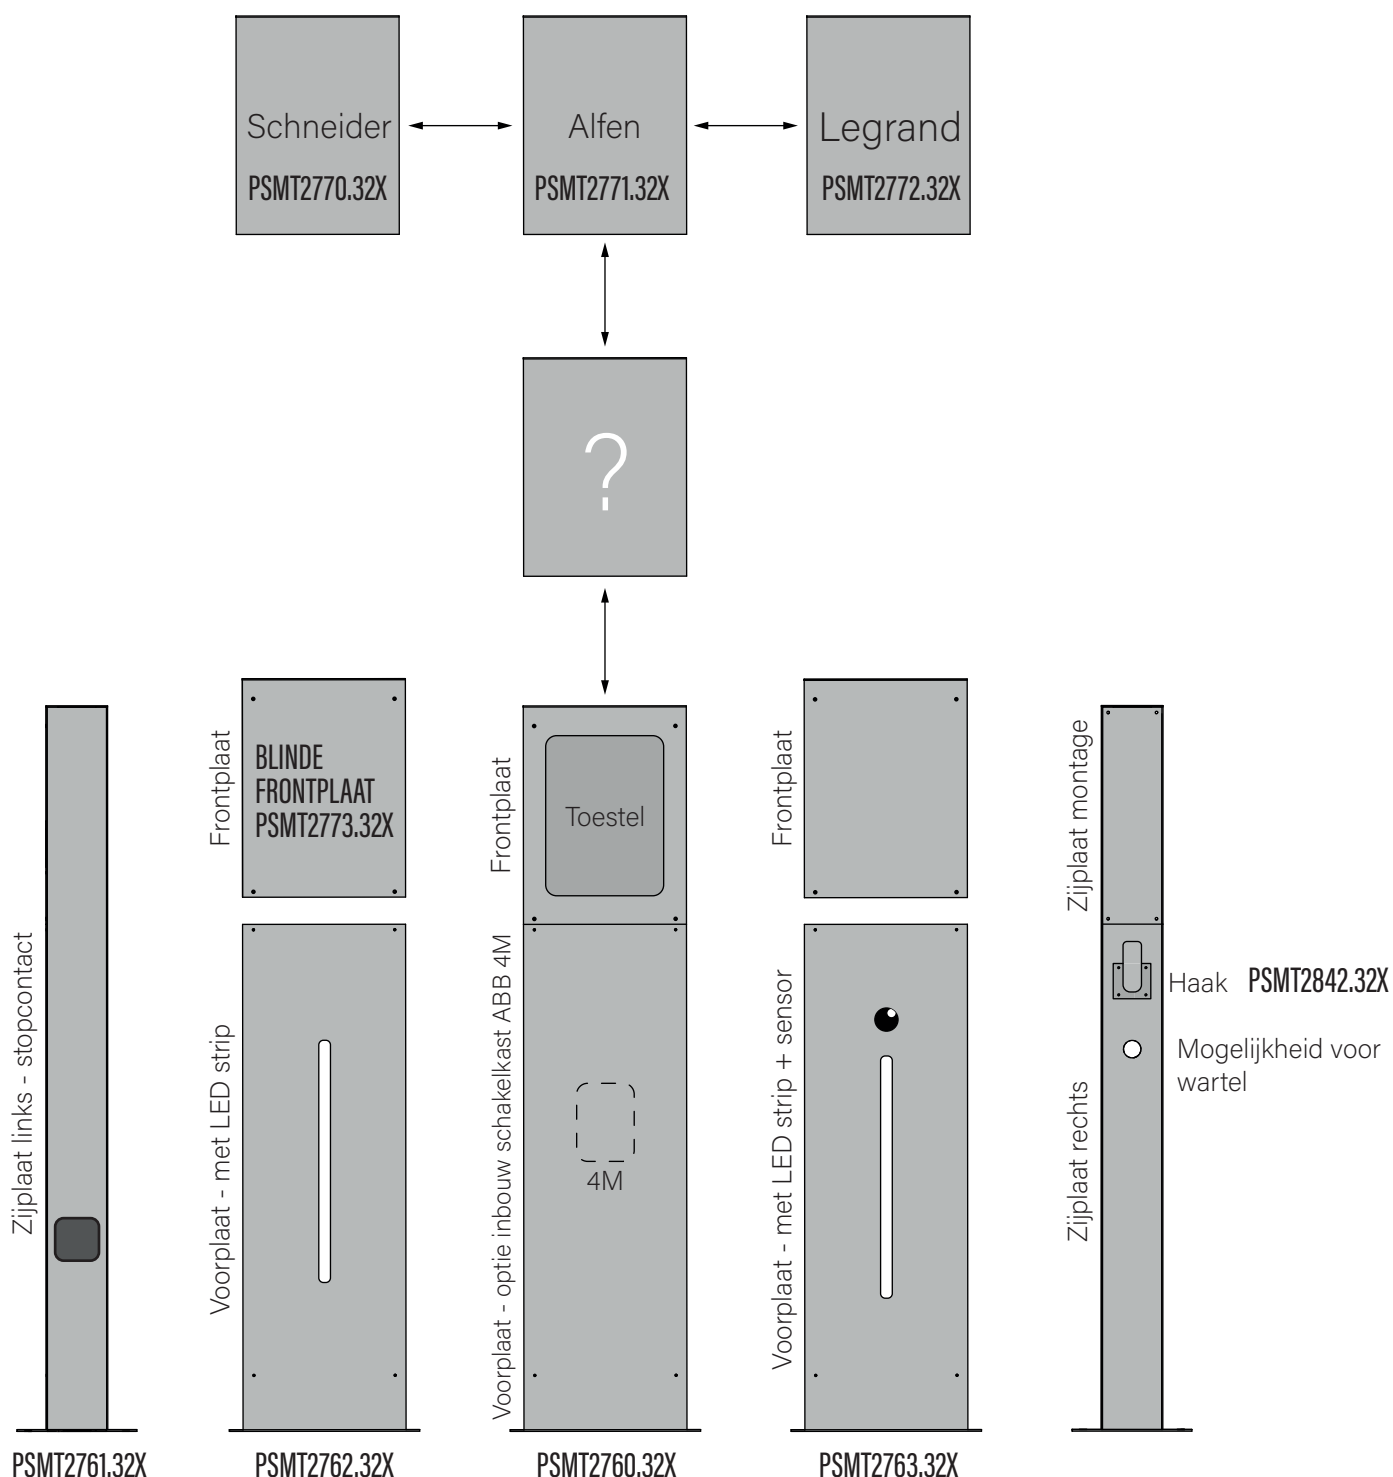 Schneider
PSMT2770.32X
Alfen
PSMT2771.32X
Legrand
PSMT2772.32X
?
Zijplaat links - stopcontact
PSMT2761.32X
Frontplaat
BLINDE
FRONTPLAAT
PSMT2773.32X
Voorplaat - met LED strip
PSMT2762.32X
Frontplaat
Toestel
Voorplaat - optie inbouw schakelkast ABB 4M
4M
PSMT2760.32X
Frontplaat
Voorplaat - met LED strip + sensor
PSMT2763.32X
Zijplaat montage
Haak PSMT2842.32X
Mogelijkheid voor
wartel
Zijplaat rechts